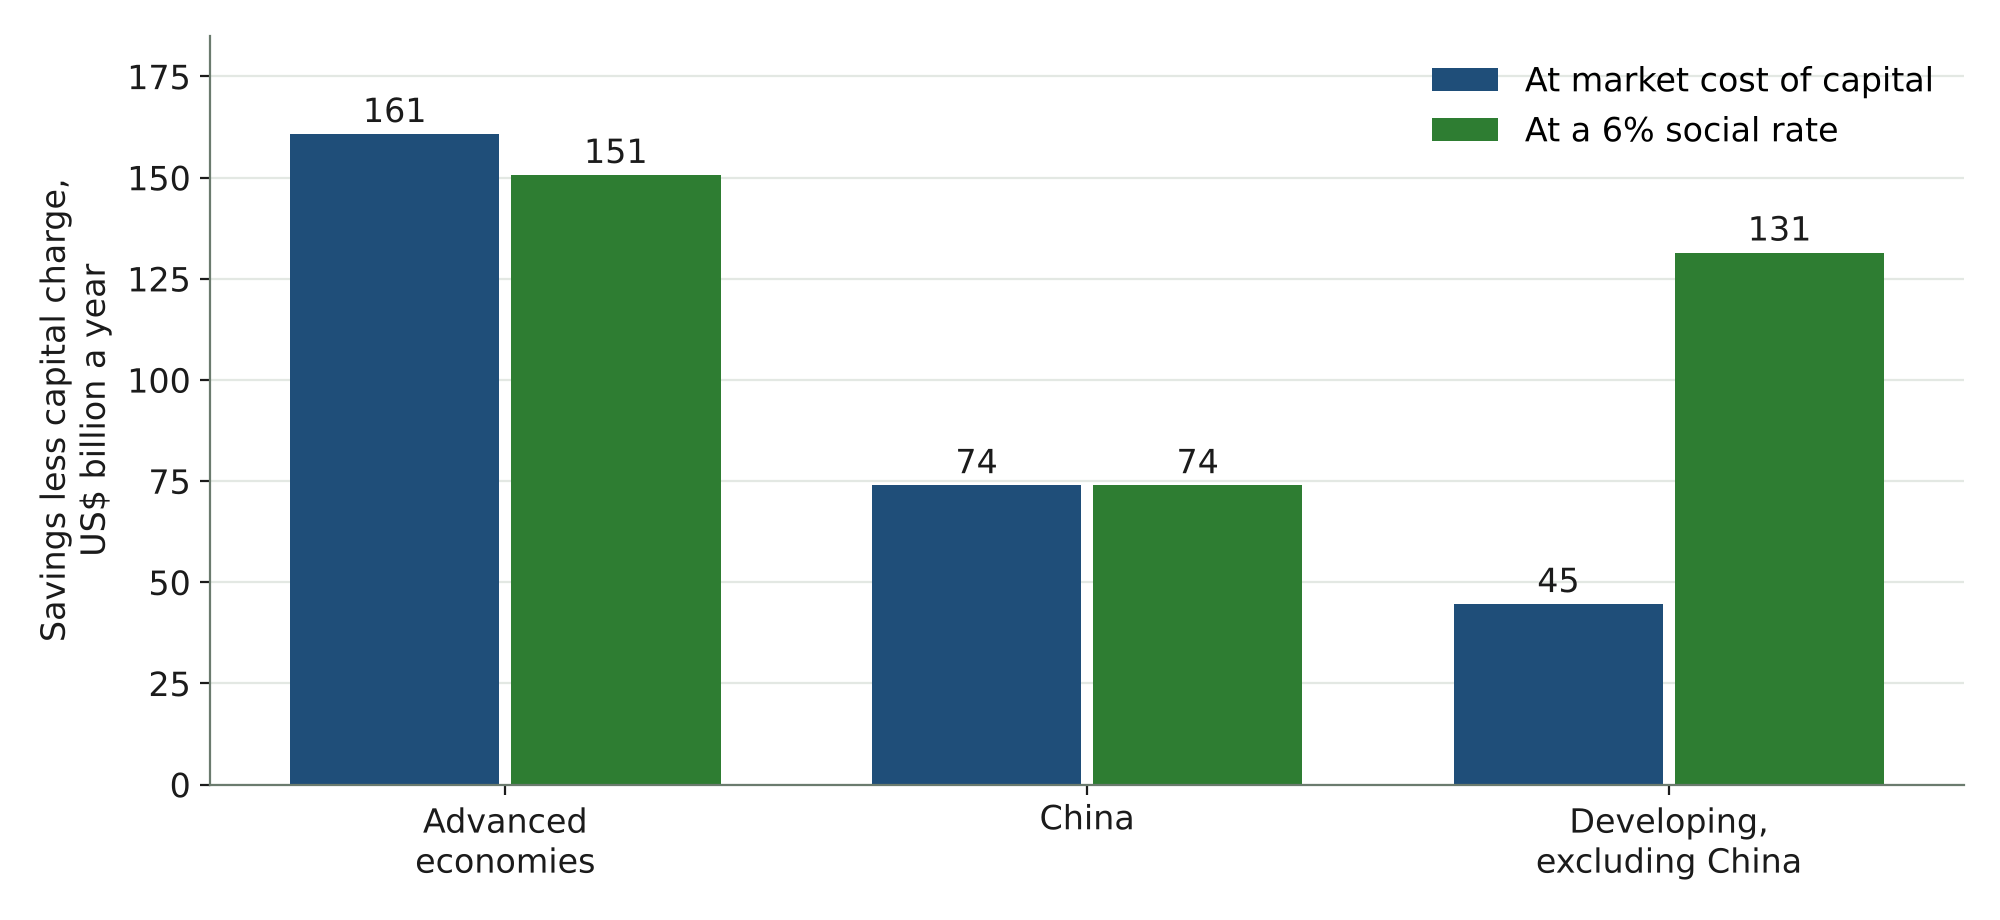 Savings less capital charge,
US$ billion a year
175
150
125
100
75
50
25
0
At market cost of capital
At a 6% social rate
161
151
74
74
45
131
Advanced
economies
China
Developing,
excluding China